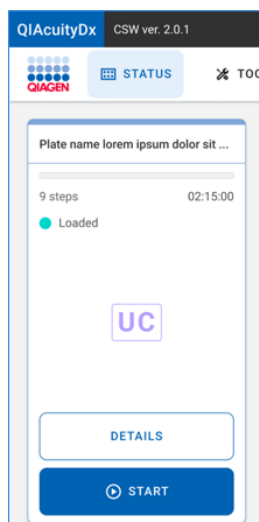 QIAcuityDx CSW ver. 2.0.1
QIAGEN STATUS
Plate name lorem ipsum dolor sit ...
9 steps 02:15:00
Loaded
UC
DETAILS
START